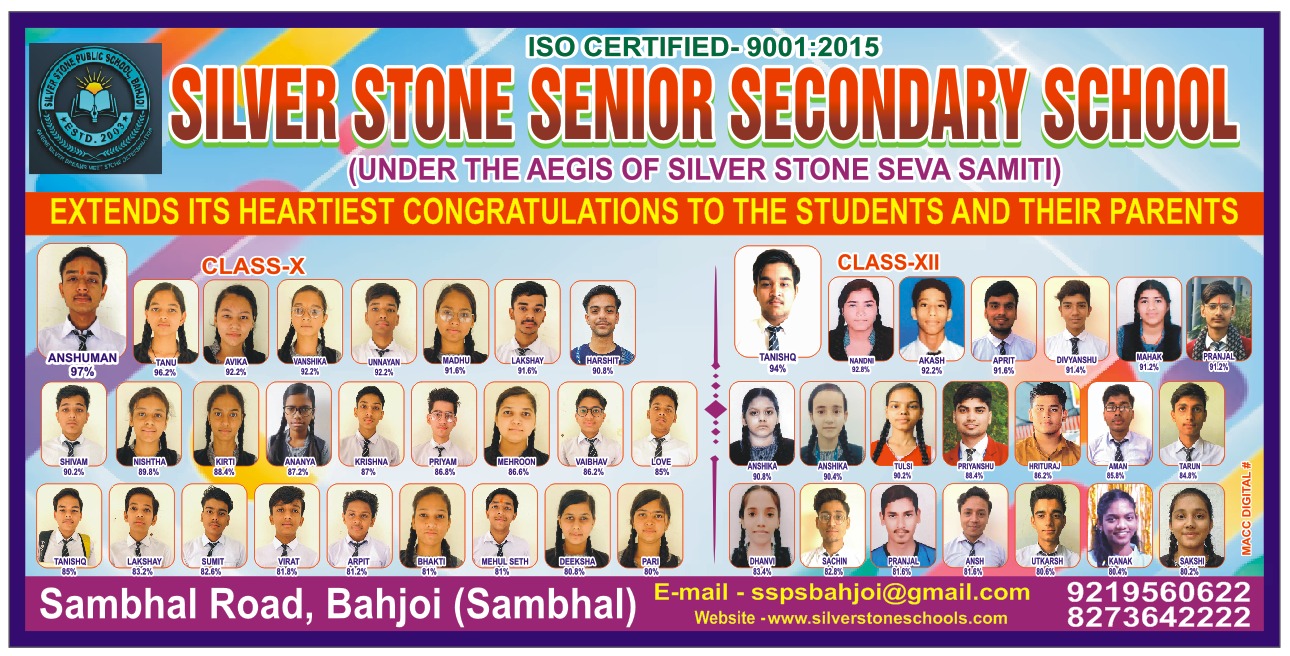 SILVER STONE PUBLIC SCHOOL, BAHJOI
ESTD. 2003
ISO CERTIFIED- 9001:2015
SILVER STONE SENIOR SECONDARY SCHOOL
(UNDER THE AEGIS OF SILVER STONE SEVA SAMITI)
EXTENDS ITS HEARTIEST CONGRATULATIONS TO THE STUDENTS AND THEIR PARENTS
CLASS-X
ANSHUMAN
97%
TANU
96.2%
AVIKA
92.2%
VANSHIKA
92.2%
UNNAYAN
92.2%
MADHU
91.6%
LAKSHAY
91.6%
HARSHIT
90.8%
SHIVAM
90.2%
NISHTHA
89.8%
KIRTI
88.4%
ANANYA
87.2%
KRISHNA
87%
PRIYAM
86.8%
MEHROON
86.6%
VAIBHAV
86.2%
LOVE
85%
TANISHQ
85%
LAKSHAY
83.2%
SUMIT
82.6%
VIRAT
81.8%
ARPIT
81.2%
BHAKTI
81%
MEHUL SETH
81%
DEEKSHA
80.8%
PARI
80%
CLASS-XII
TANISHQ
94%
NANDNI
92.8%
AKASH
92.2%
APRIT
91.6%
DIVYANSHU
91.4%
MAHAK
91.2%
PRANJAL
91.2%
ANSHIKA
90.8%
ANSHIKA
90.4%
TULSI
90.2%
PRIYANSHU
88.4%
HRITURAJ
86.2%
AMAN
85.8%
TARUN
84.8%
DHANVI
83.4%
SACHIN
82.8%
PRANJAL
81.6%
ANSH
81.6%
UTKARSH
80.6%
KANAK
80.4%
SAKSHI
80.2%
MACC DIGITAL #
Sambhal Road, Bahjoi (Sambhal)
E-mail - sspsbahjoi@gmail.com
Website -www.silverstoneschools.com
9219560622
8273642222